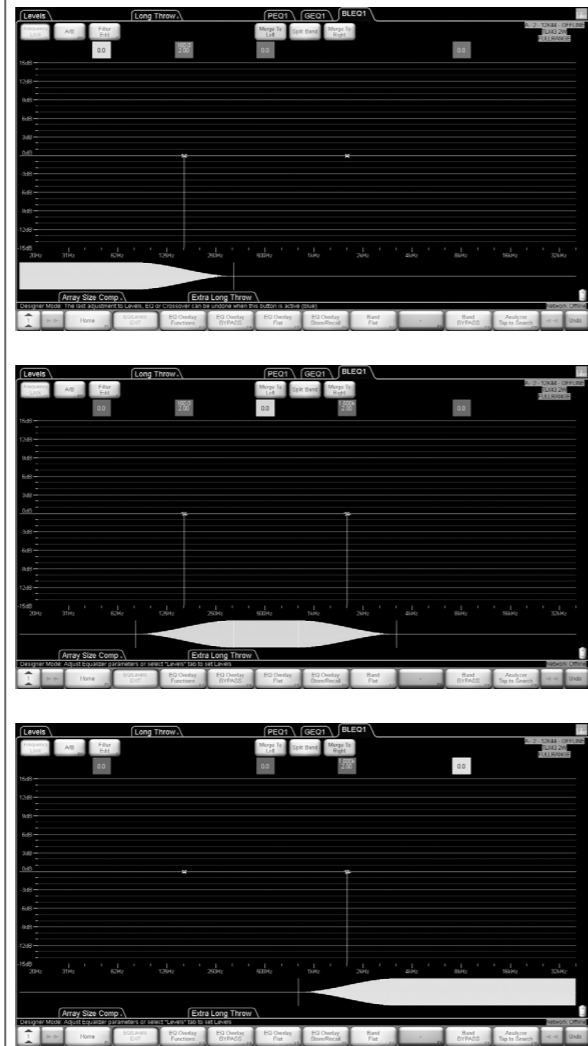 Levels Long Throw PEQ1 GEQ1 BLEQ1
A/B Filter Edit Merge To Left Split Band Merge To Right
FULLRANGE
0.0 2.00 0.0 0.0
15dB
12dB
9dB
6dB
3dB
0dB
-3dB
-6dB
-9dB
-12dB
-15dB
20Hz 31Hz 62Hz 125Hz 250Hz 500Hz 1kHz 2kHz 4kHz 8kHz 16kHz 32kHz
Array Size Comp. Extra Long Throw
Designer Mode: The last adjustment to Levels, EQ or Crossover can be undone when this button is active (blue) Network Offline
1 Home EQ Overlay Functions EQ Overlay BYPASS EQ Overlay Flat EQ Overlay Store/Recall Band Flat Band BYPASS Analyzer Tap to Search Undo
Levels Long Throw PEQ1 GEQ1 BLEQ1
A/B Filter Edit Merge To Left Split Band Merge To Right
FULLRANGE
0.0 2.00 0.0 2.00 0.0
15dB
12dB
9dB
6dB
3dB
0dB
-3dB
-6dB
-9dB
-12dB
-15dB
20Hz 31Hz 62Hz 125Hz 250Hz 500Hz 1kHz 2kHz 4kHz 8kHz 16kHz 32kHz
Array Size Comp. Extra Long Throw
Designer Mode: Adjust Equalizer parameters or select "Levels" tab to set Levels Network Offline
1 Home EQ Overlay Functions EQ Overlay BYPASS EQ Overlay Flat EQ Overlay Store/Recall Band Flat Band BYPASS Analyzer Tap to Search Undo
Levels Long Throw PEQ1 GEQ1 BLEQ1
A/B Filter Edit Merge To Left Split Band Merge To Right
FULLRANGE
0.0 0.0 2.00 0.0
15dB
12dB
9dB
6dB
3dB
0dB
-3dB
-6dB
-9dB
-12dB
-15dB
20Hz 31Hz 62Hz 125Hz 250Hz 500Hz 1kHz 2kHz 4kHz 8kHz 16kHz 32kHz
Array Size Comp. Extra Long Throw
Designer Mode: Adjust Equalizer parameters or select "Levels" tab to set Levels Network Offline
1 Home EQ Overlay Functions EQ Overlay BYPASS EQ Overlay Flat EQ Overlay Store/Recall Band Flat Band BYPASS Analyzer Tap to Search Undo